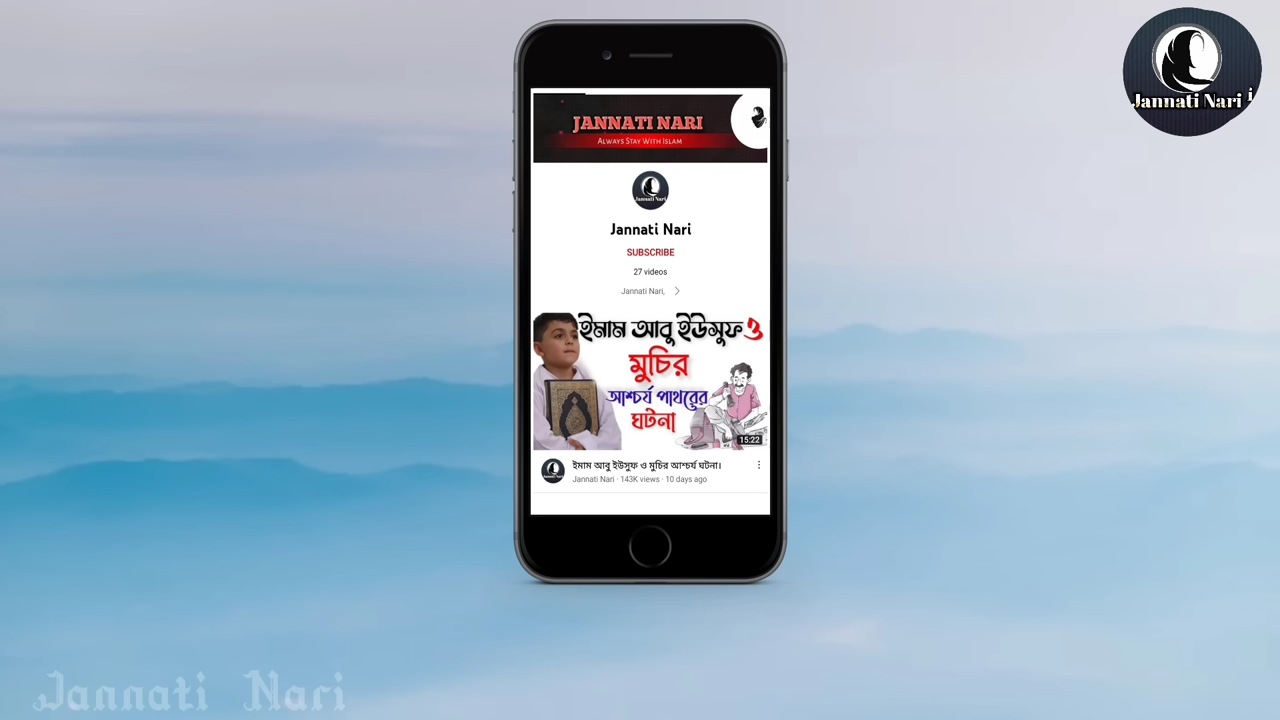 Jannati Nari
JANNATI NARI
ALWAYS STAY WITH ISLAM
Jannati Nari
Jannati Nari
SUBSCRIBE
27 videos
Jannati Nari,
ইমাম আবু ইউসুফ ও
মুচির
আশ্চর্য পাথরের
ঘটনা
15:22
ইমাম আবু ইউসুফ ও মুচির আশ্চর্য ঘটনা।
Jannati Nari · 143K views · 10 days ago
Jannati Nari